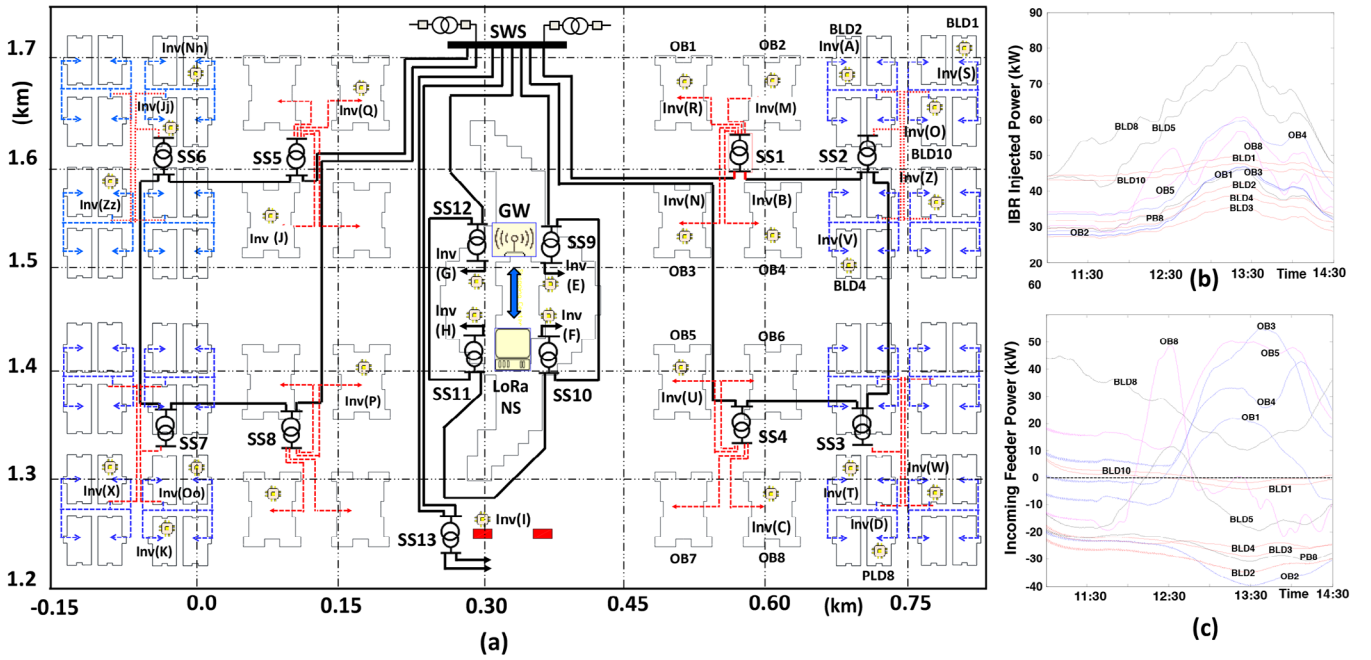 SWS
BLD1
1.7
(km)
Inv(Nn)
OB1
OB2
BLD2
Inv(A)
Inv(S)
Inv(Jj)
Inv(Q)
Inv(R)
Inv(M)
Inv(O)
SS6
SS5
SS1
SS2
BLD10
1.6
Inv(Zz)
Inv(N)
Inv(B)
Inv(Z)
SS12
GW
SS9
Inv (J)
Inv(V)
Inv
(G)
Inv
(E)
OB3
OB4
BLD4
1.5
Inv
(H)
Inv
(F)
OB5
OB6
1.4
SS11
LoRa
NS
SS10
Inv(P)
Inv(U)
SS7
SS8
SS4
SS3
1.3
Inv(X)
Inv(Oo)
Inv(T)
Inv(W)
Inv(K)
Inv(I)
Inv(C)
Inv(D)
SS13
OB7
OB8
PLD8
1.2
-0.15
0.0
0.15
0.30
0.45
0.60
(km)
0.75
(a)
IBR Injected Power (kW)
90
80
70
60
50
40
30
20
BLD8
BLD5
OB4
OB8
BLD1
BLD10
OB5
OB1
OB3
BLD2
BLD4
BLD3
PB8
OB2
11:30
12:30
13:30
Time
14:30
(b)
Incoming Feeder Power (kW)
60
50
40
30
20
10
0
-10
-20
-30
-40
OB3
OB8
OB5
BLD8
OB4
OB1
BLD10
BLD1
BLD5
BLD4
BLD3
PB8
BLD2
OB2
11:30
12:30
13:30
Time
14:30
(c)